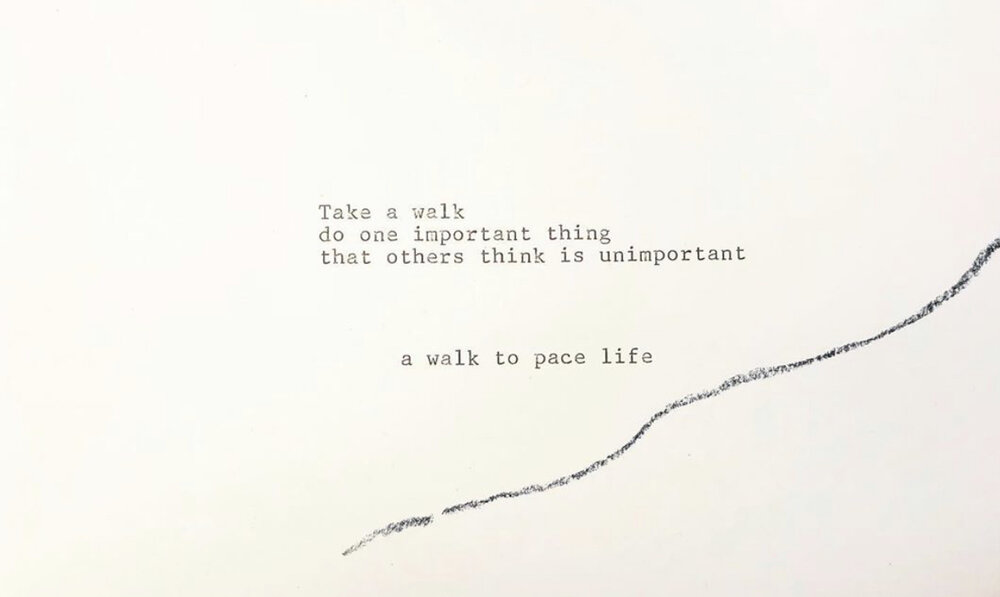 Take a walk
do one important thing
that others think is unimportant
a walk to pace life